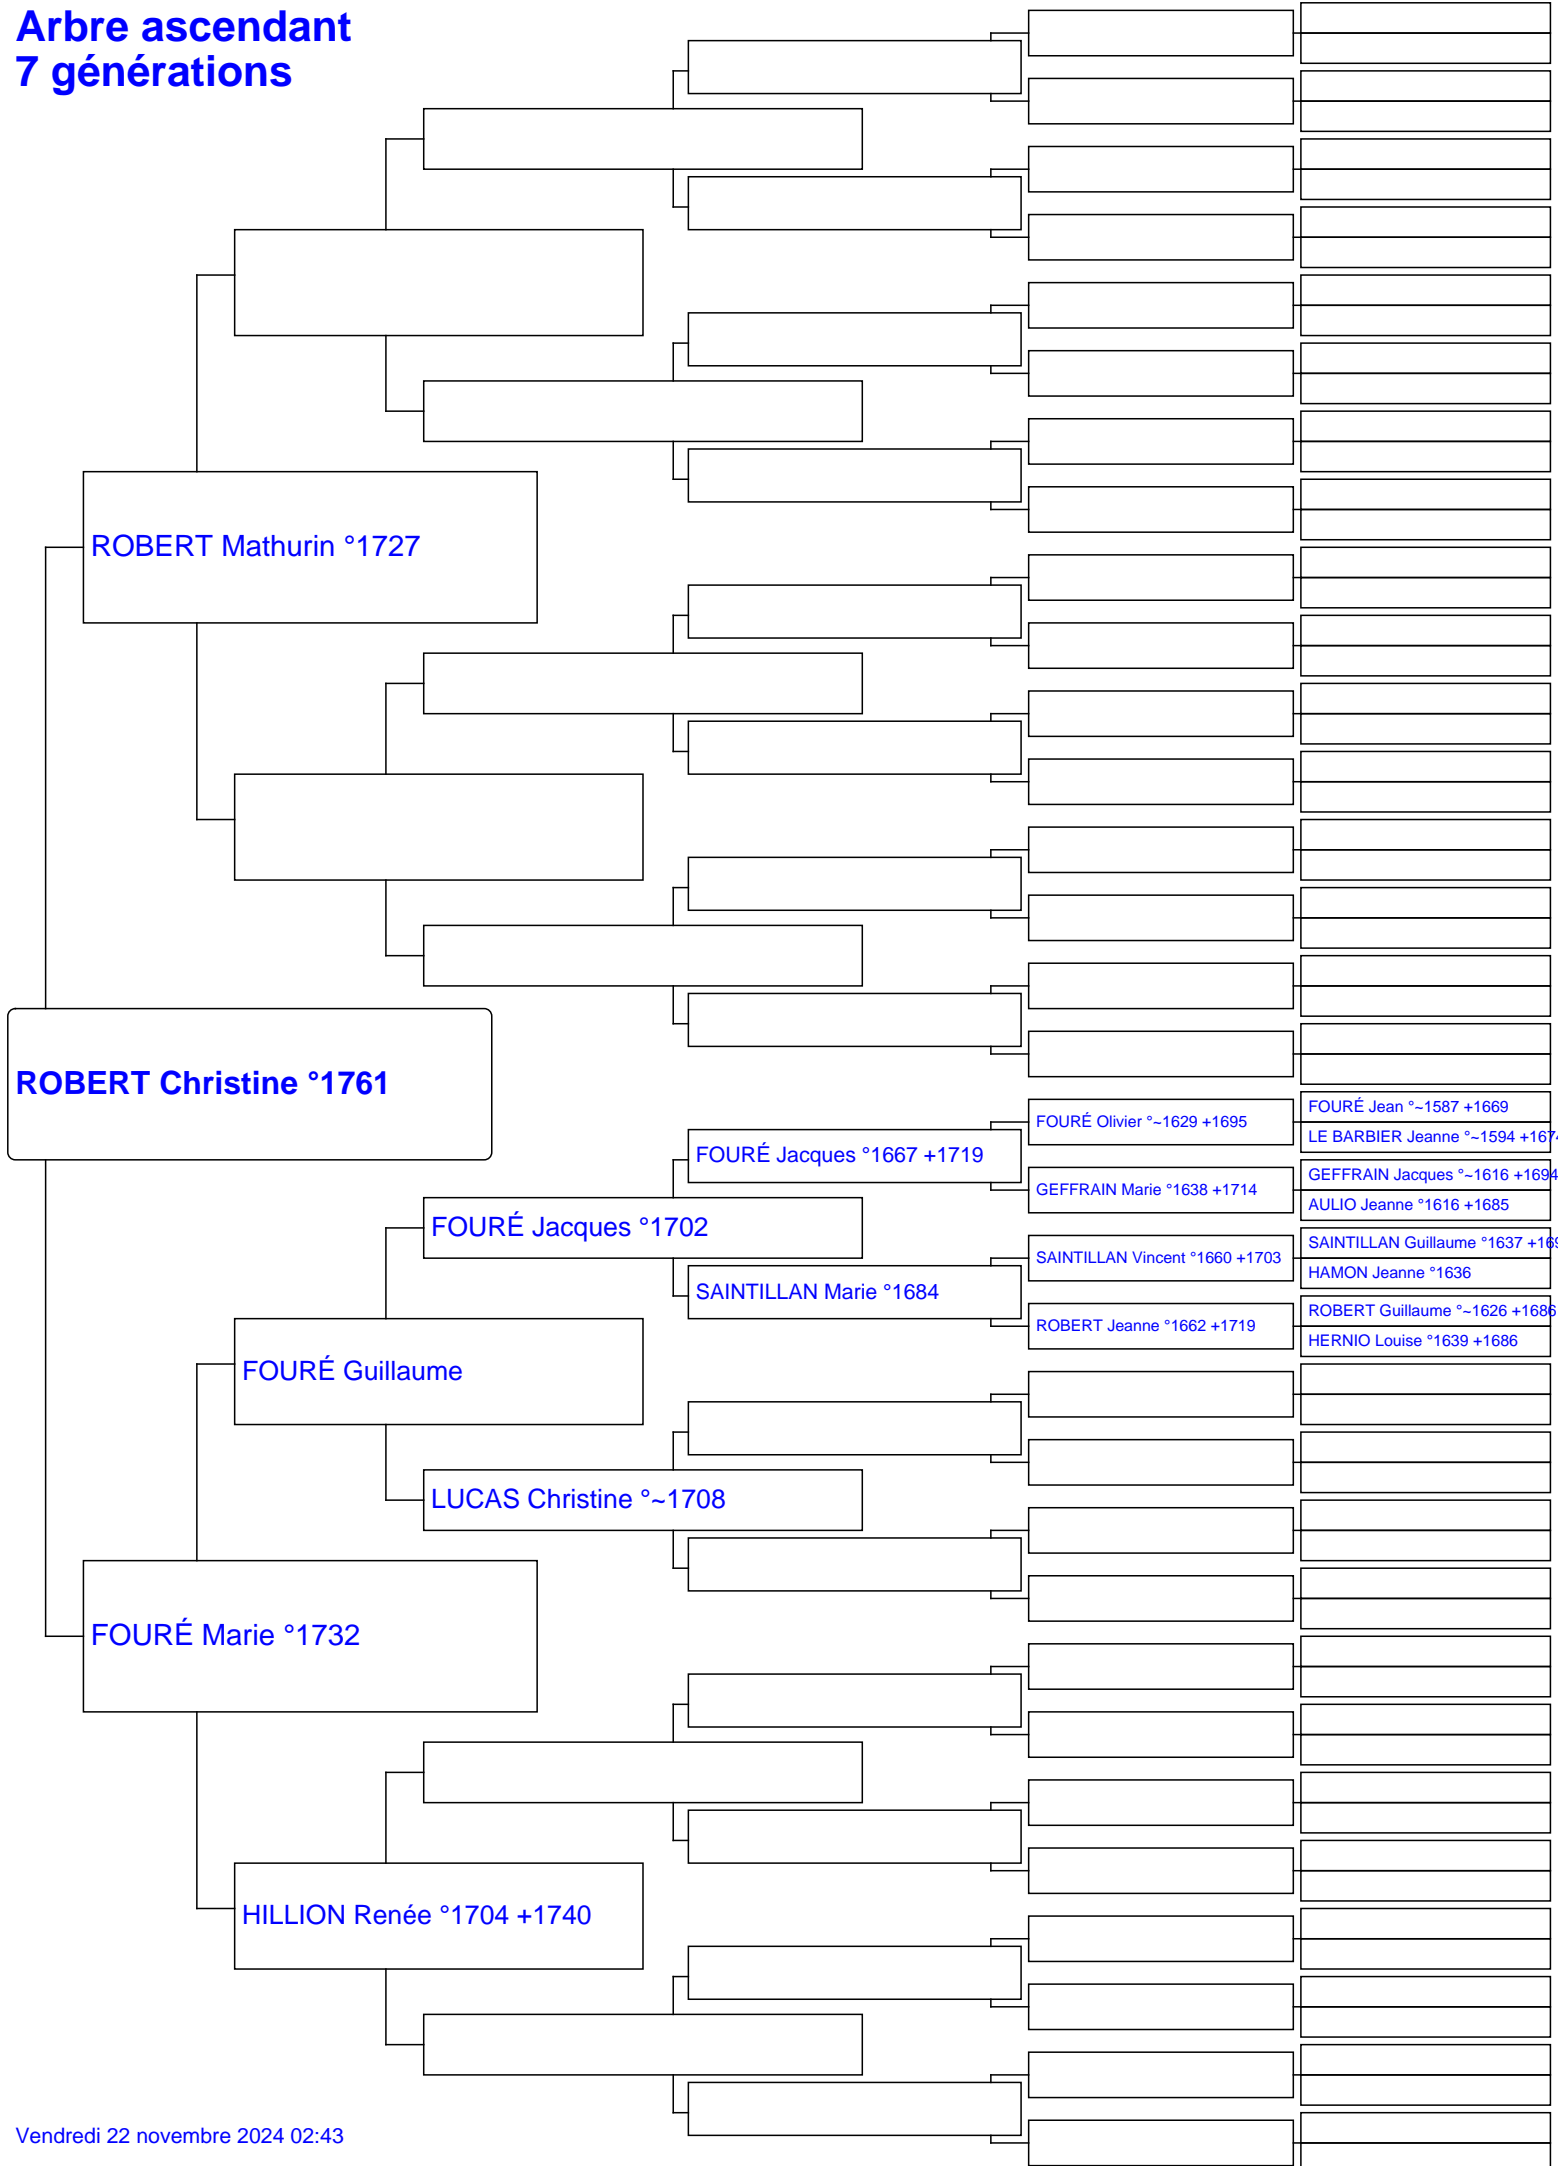 Arbre ascendant
7 générations
ROBERT Mathurin °1727
ROBERT Christine °1761
FOURÉ Jean °~1587 +1669
FOURÉ Olivier °~1629 +1695
LE BARBIER Jeanne °~1594 +1674
FOURÉ Jacques °1667 +1719
GEFFRAIN Jacques °~1616 +1694
GEFFRAIN Marie °1638 +1714
AULIO Jeanne °1616 +1685
FOURÉ Jacques °1702
SAINTILLAN Guillaume °1637
SAINTILLAN Vincent °1660 +1703
HAMON Jeanne °1636
SAINTILLAN Marie °1684
ROBERT Guillaume °~1626 +1686
ROBERT Jeanne °1662 +1719
HERNIO Louise °1639 +1686
FOURÉ Guillaume
LUCAS Christine °~1708
FOURÉ Marie °1732
HILLION Renée °1704 +1740
Vendredi 22 novembre 2024 02:43